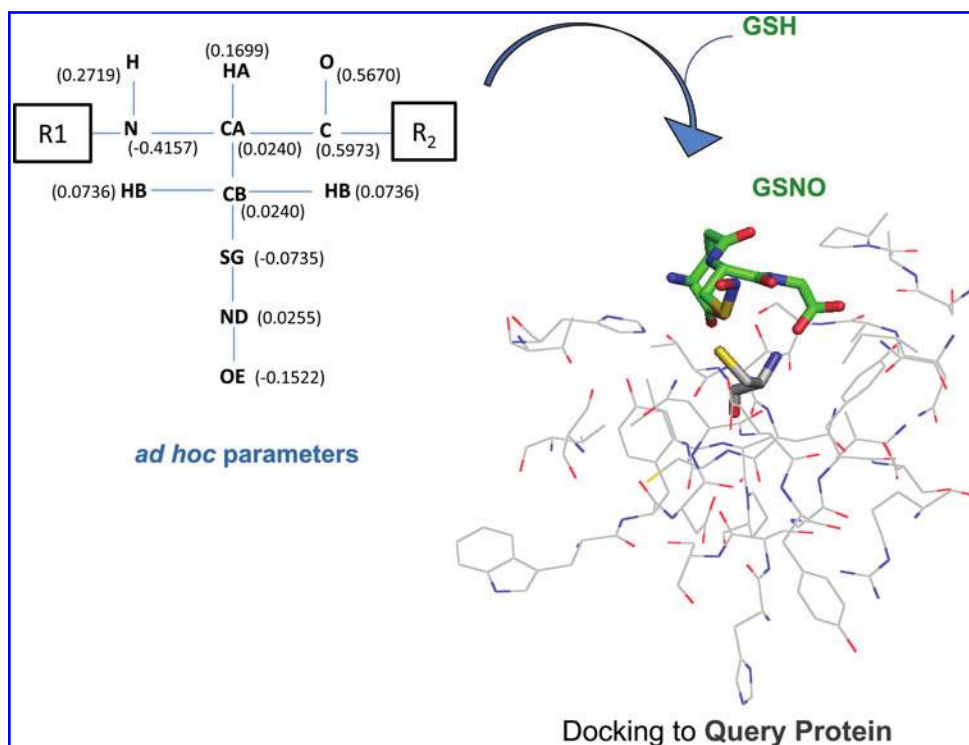 GSH
(0.1699)
H
HA
O
(0.2719)
(0.5670)
R1
N
CA
C
R2
(-0.4157)
(0.0240)
(0.5973)
(0.0736) HB
CB
HB (0.0736)
(0.0240)
GSNO
SG (-0.0735)
ND (0.0255)
OE (-0.1522)
ad hoc parameters
Docking to Query Protein